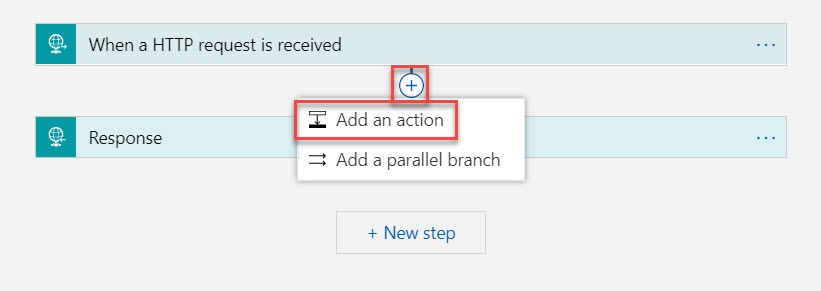 When a HTTP request is received
Add an action
Response
Add a parallel branch
+ New step